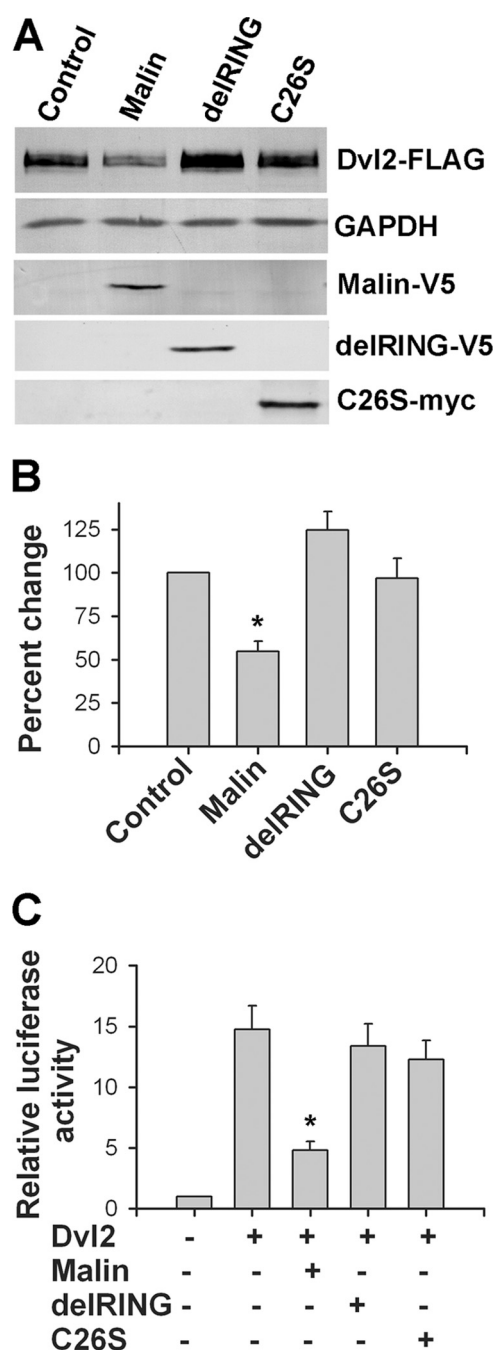 A
Control Malin delRING C26S
Dvl2-FLAG
GAPDH
Malin-V5
delRING-V5
C26S-myc
B
Percent change
125
100
75
50
25
0
*
Control Malin delRING C26S
C
Relative luciferase
activity
20
15
10
5
0
*
Dvl2 - + + + +
Malin - - + - -
delRING - - - + -
C26S - - - - +